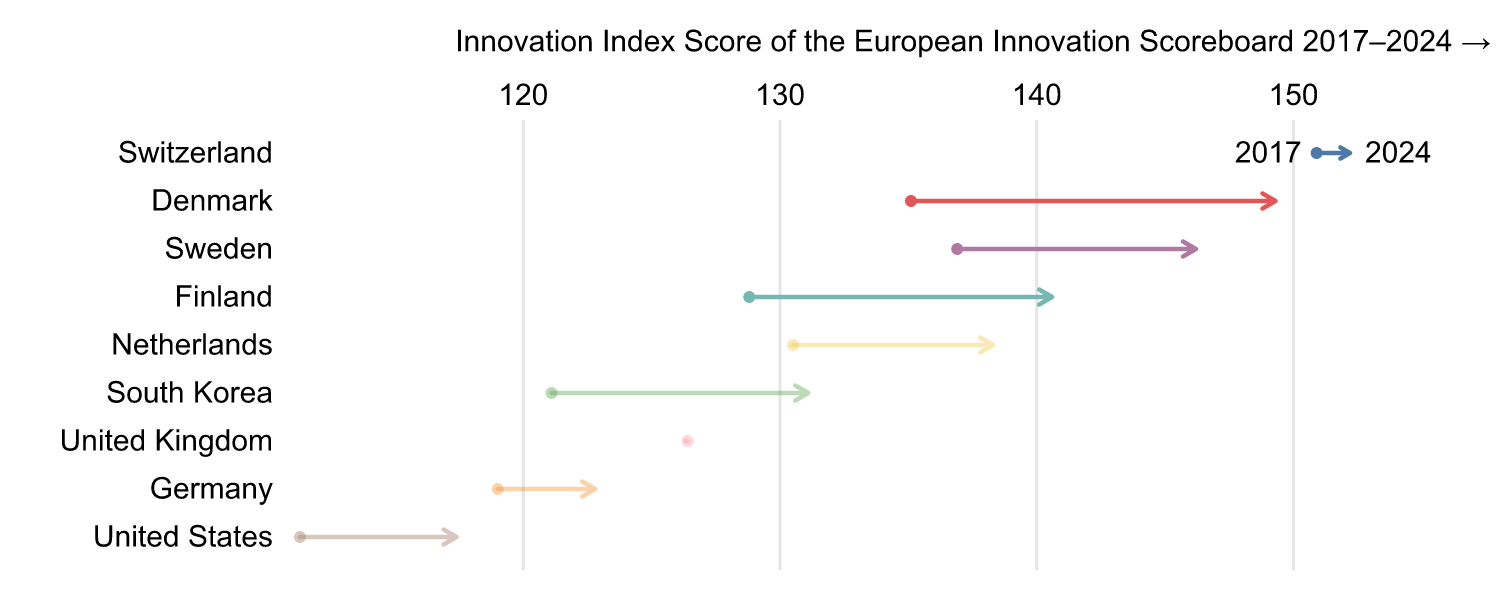 Innovation Index Score of the European Innovation Scoreboard 2017–2024 →
120 130 140 150
Switzerland 2017 2024
Denmark
Sweden
Finland
Netherlands
South Korea
United Kingdom
Germany
United States